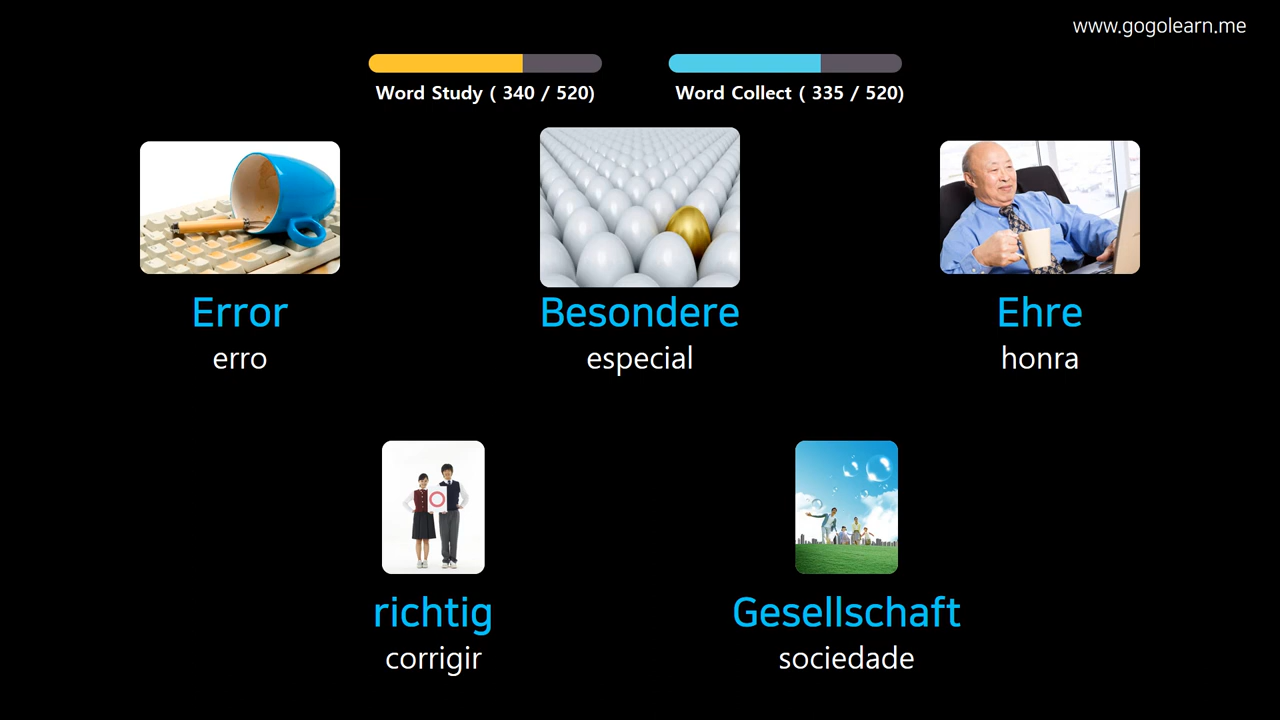 www.gogolearn.me
Word Study ( 340 / 520)
Word Collect ( 335 / 520)
Error
erro
Besondere
especial
Ehre
honra
richtig
corrigir
Gesellschaft
sociedade